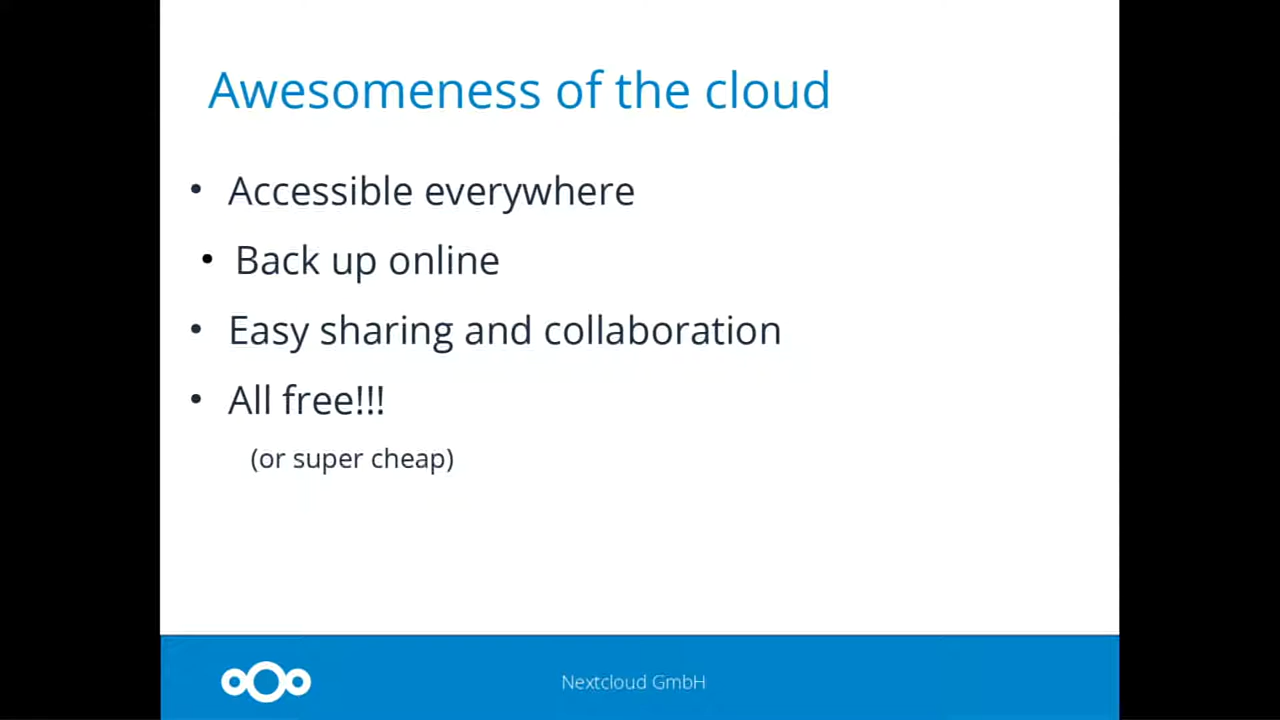 Awesomeness of the cloud
• Accessible everywhere
• Back up online
• Easy sharing and collaboration
• All free!!!
(or super cheap)
Nextcloud GmbH